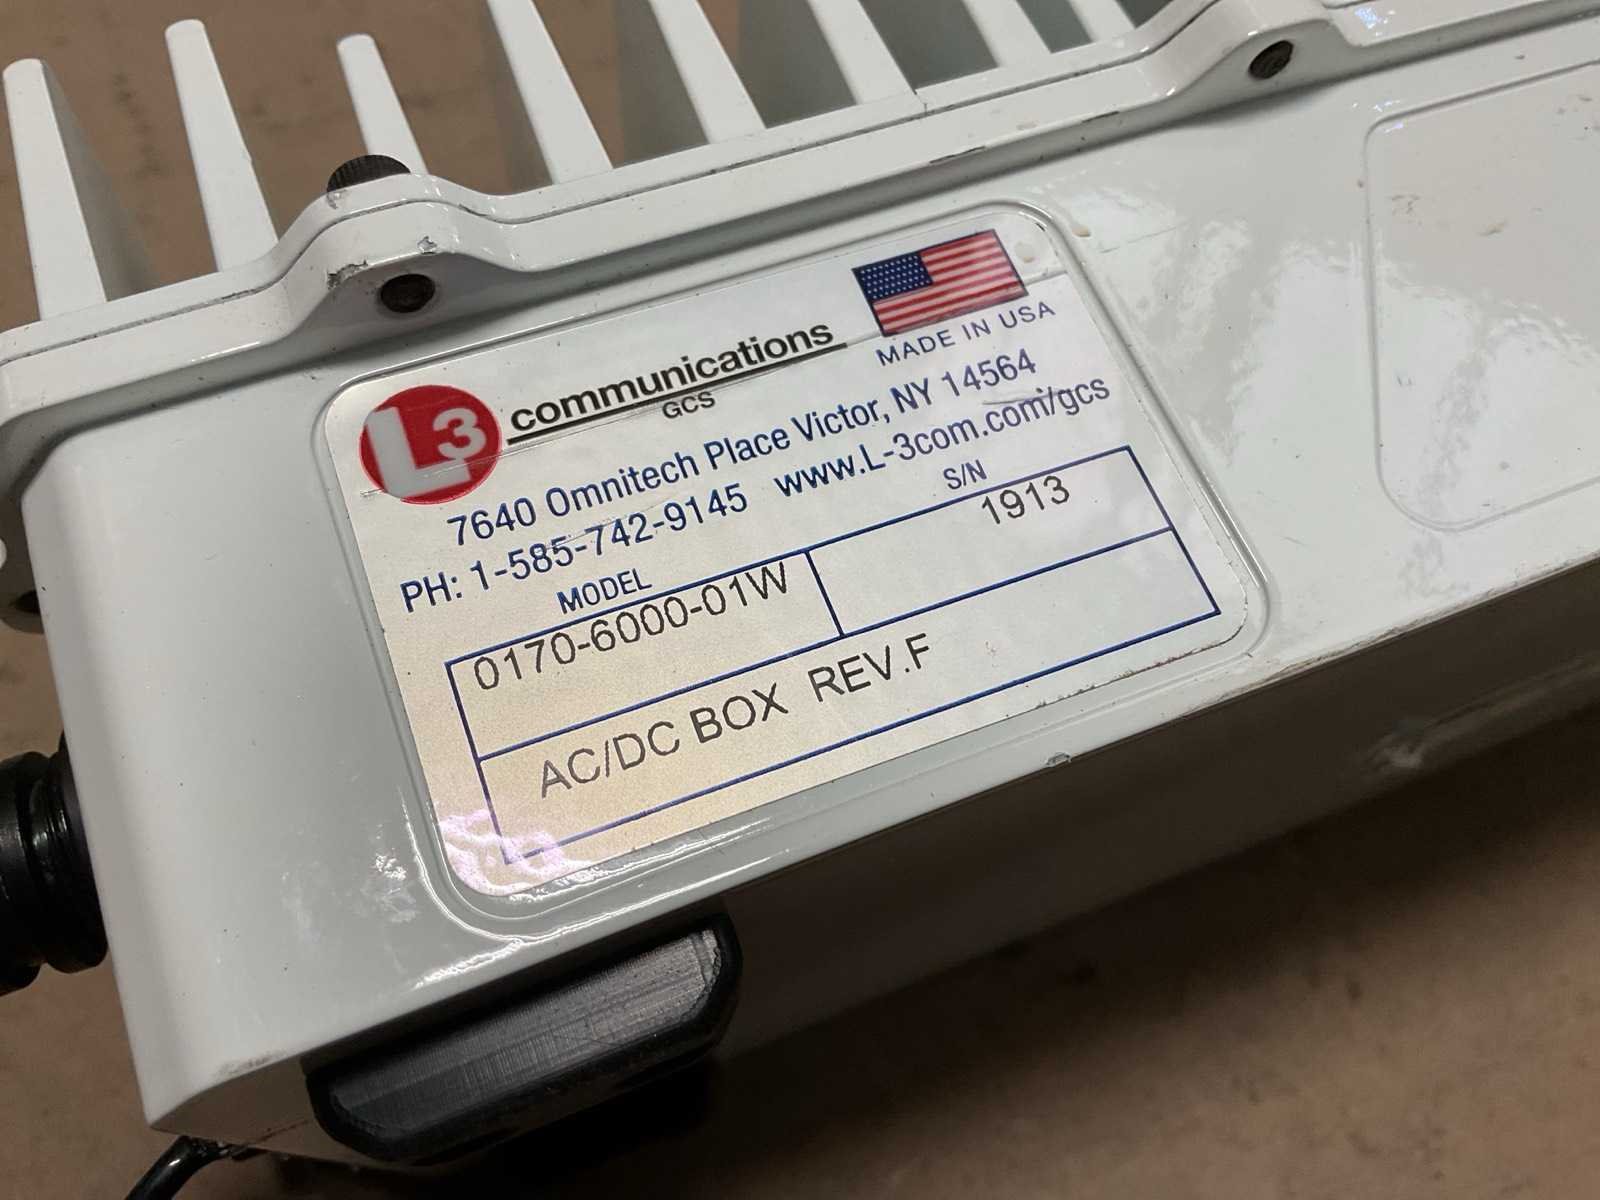 L3 communications
GCS
MADE IN USA
7640 Omnitech Place Victor, NY 14564
PH: 1-585-742-9145 www.L-3com.com/gcs
MODEL S/N
0170-6000-01W 1913
AC/DC BOX REV.F